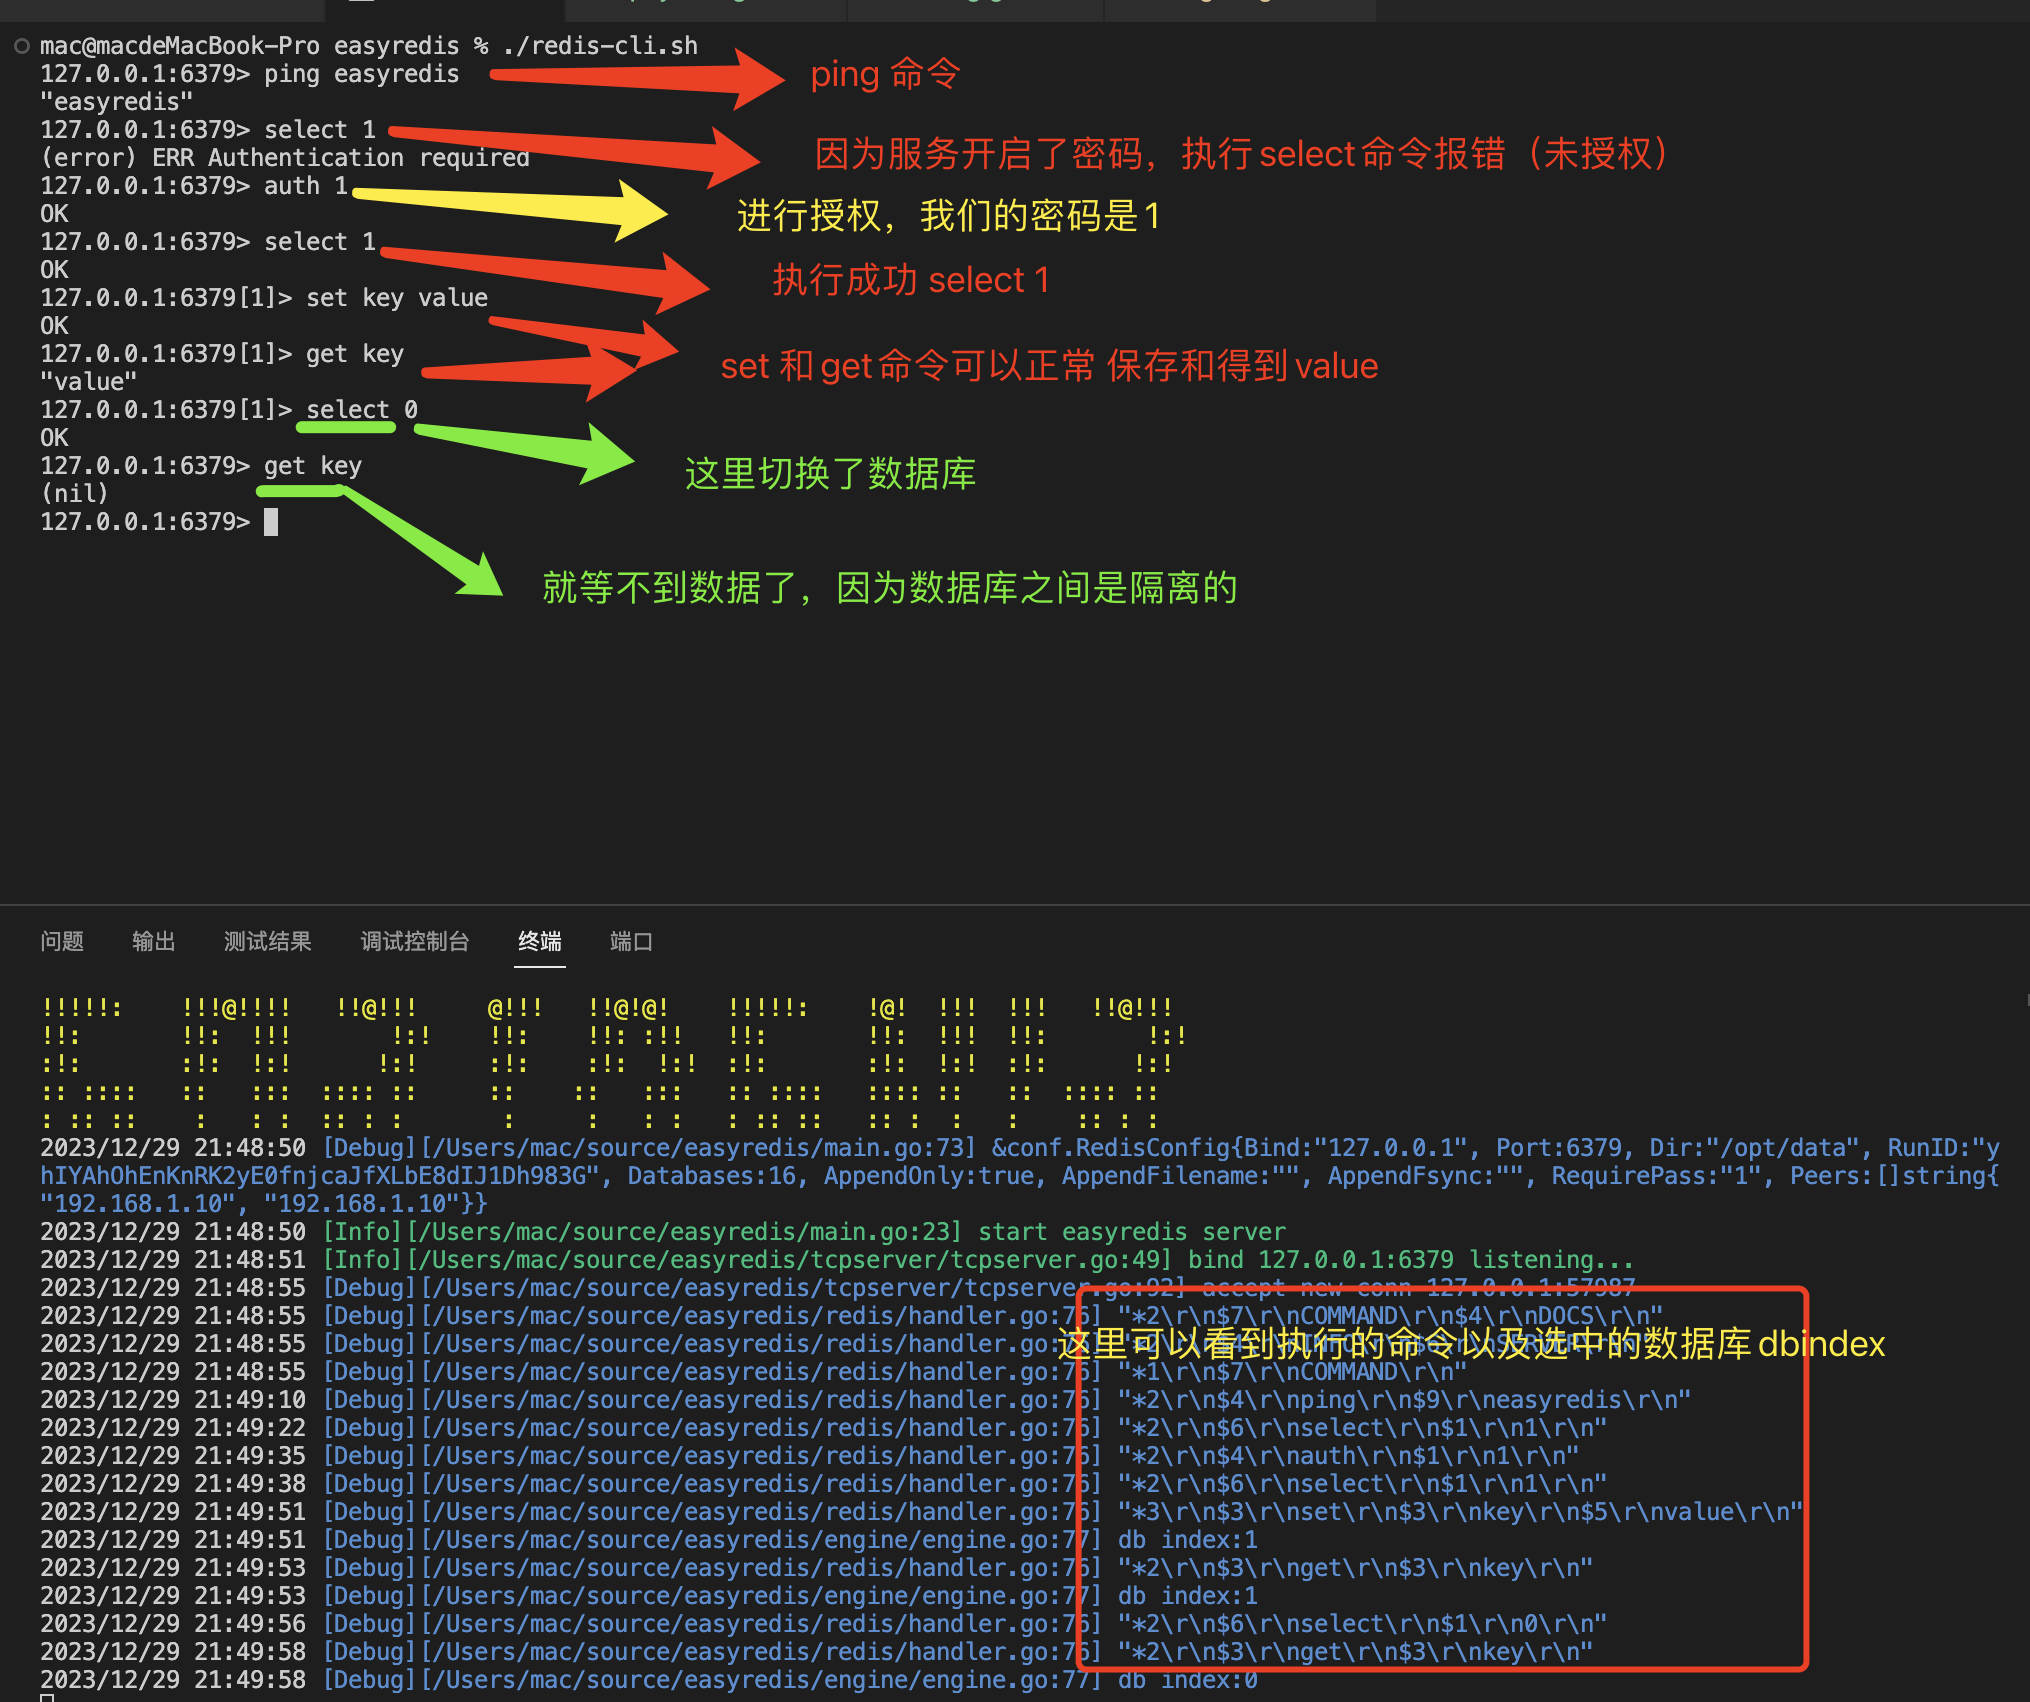 mac@macdeMacBook-Pro easyredis % ./redis-cli.sh
127.0.0.1:6379> ping easyredis
ping 命令
"easyredis"
127.0.0.1:6379> select 1
因为服务开启了密码，执行select命令报错（未授权）
(error) ERR Authentication required
127.0.0.1:6379> auth 1
进行授权，我们的密码是1
OK
127.0.0.1:6379> select 1
执行成功 select 1
OK
127.0.0.1:6379[1]> set key value
OK
127.0.0.1:6379[1]> get key
set 和get命令可以正常 保存和得到value
"value"
127.0.0.1:6379[1]> select 0
OK
这里切换了数据库
127.0.0.1:6379> get key
(nil)
127.0.0.1:6379>
就等不到数据了，因为数据库之间是隔离的
问题 输出 测试结果 调试控制台 终端 端口
!!!!!:    !!!@!!!!   !!@!!!     @!!!   !!@!@!    !!!!!:    !@!  !!!  !!!   !!@!!!
!!:       !!:  !!!       !:!    !!:    !!: :!!   !!:       !!:  !!!  !!:       !:!
:!!:      :!!:  !:!      !:!     :!!:    :!!:  !:!  :!!:       :!!:  !:!  :!!:      !:!
:: ::::   ::   :::  :::: ::     ::    ::   :::   :: ::::   :::: ::   ::  :::: ::
: :: ::    :   : :  :: : :       :     :   : :   : :: ::   :: :  :   :    :: : :
2023/12/29 21:48:50 [Debug][/Users/mac/source/easyredis/main.go:73] &conf.RedisConfig{Bind:"127.0.0.1", Port:6379, Dir:"/opt/data", RunID:"y
hIYAhOhEnKnRK2yE0fnjcaJfXLbE8dIJ1Dh983G", Databases:16, AppendOnly:true, AppendFilename:"", AppendFsync:"", RequirePass:"1", Peers:[]string{
"192.168.1.10", "192.168.1.10"}}
2023/12/29 21:48:50 [Info][/Users/mac/source/easyredis/main.go:23] start easyredis server
2023/12/29 21:48:51 [Info][/Users/mac/source/easyredis/tcpserver/tcpserver.go:49] bind 127.0.0.1:6379 listening...
2023/12/29 21:48:55 [Debug][/Users/mac/source/easyredis/tcpserver/tcpserver.go:92] accept new conn 127.0.0.1:57987
2023/12/29 21:48:55 [Debug][/Users/mac/source/easyredis/redis/handler.go:76] "*2\r\n$7\r\nCOMMAND\r\n$4\r\nDOCS\r\n"
2023/12/29 21:48:55 [Debug][/Users/mac/source/easyredis/redis/handler.go:
这里可以看到执行的命令以及选中的数据库dbindex
2023/12/29 21:48:55 [Debug][/Users/mac/source/easyredis/redis/handler.go:76] "*1\r\n$7\r\nCOMMAND\r\n"
2023/12/29 21:49:10 [Debug][/Users/mac/source/easyredis/redis/handler.go:76] "*2\r\n$4\r\nping\r\n$9\r\neasyredis\r\n"
2023/12/29 21:49:22 [Debug][/Users/mac/source/easyredis/redis/handler.go:76] "*2\r\n$6\r\nselect\r\n$1\r\n1\r\n"
2023/12/29 21:49:35 [Debug][/Users/mac/source/easyredis/redis/handler.go:76] "*2\r\n$4\r\nauth\r\n$1\r\n1\r\n"
2023/12/29 21:49:38 [Debug][/Users/mac/source/easyredis/redis/handler.go:76] "*2\r\n$6\r\nselect\r\n$1\r\n1\r\n"
2023/12/29 21:49:51 [Debug][/Users/mac/source/easyredis/redis/handler.go:76] "*3\r\n$3\r\nset\r\n$3\r\nkey\r\n$5\r\nvalue\r\n"
2023/12/29 21:49:51 [Debug][/Users/mac/source/easyredis/engine/engine.go:77] db index:1
2023/12/29 21:49:53 [Debug][/Users/mac/source/easyredis/redis/handler.go:76] "*2\r\n$3\r\nget\r\n$3\r\nkey\r\n"
2023/12/29 21:49:53 [Debug][/Users/mac/source/easyredis/engine/engine.go:77] db index:1
2023/12/29 21:49:56 [Debug][/Users/mac/source/easyredis/redis/handler.go:76] "*2\r\n$6\r\nselect\r\n$1\r\n0\r\n"
2023/12/29 21:49:58 [Debug][/Users/mac/source/easyredis/redis/handler.go:76] "*2\r\n$3\r\nget\r\n$3\r\nkey\r\n"
2023/12/29 21:49:58 [Debug][/Users/mac/source/easyredis/engine/engine.go:77] db index:0